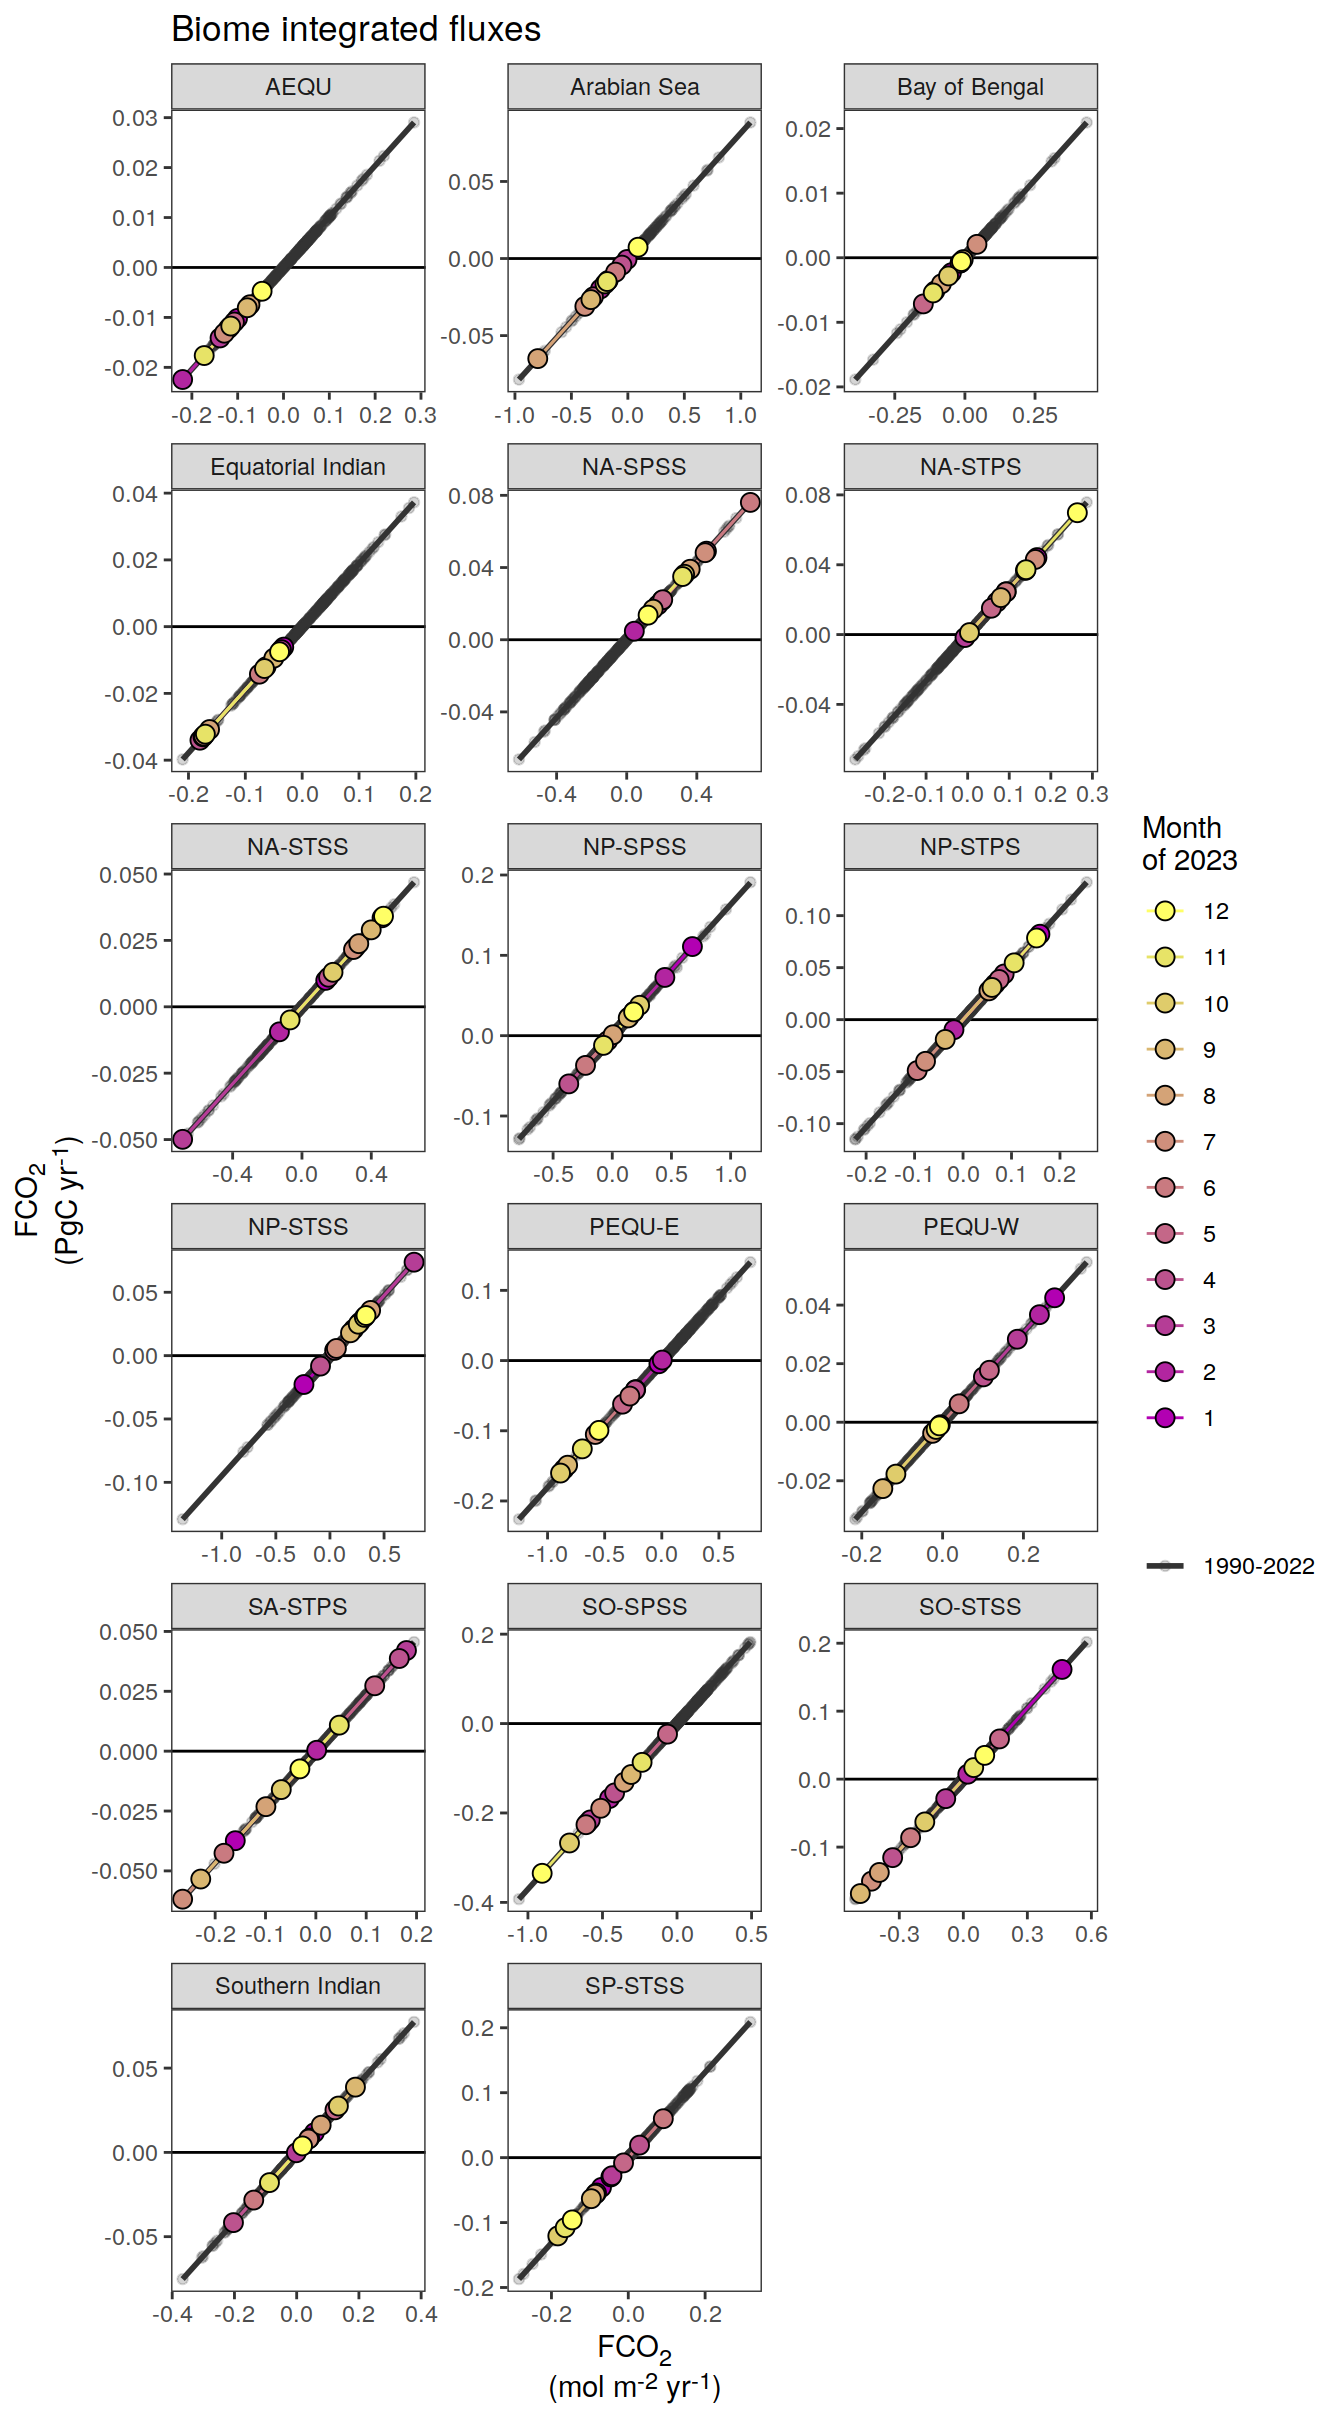 Biome integrated fluxes
AEQU Arabian Sea Bay of Bengal
0.03 0.02 0.01 0.00 -0.01 -0.02
0.05 0.00 -0.05
0.02 0.01 0.00 -0.01 -0.02
-0.2 -0.1 0.0 0.1 0.2 0.3
-1.0 -0.5 0.0 0.5 1.0
-0.25 0.00 0.25
Equatorial Indian NA-SPSS NA-STPS
0.04 0.02 0.00 -0.02 -0.04
0.08 0.04 0.00 -0.04
0.08 0.04 0.00 -0.04
-0.2 -0.1 0.0 0.1 0.2
-0.4 0.0 0.4
-0.2 -0.1 0.0 0.1 0.2 0.3
NA-STSS NP-SPSS NP-STPS
0.050 0.025 0.000 -0.025 -0.050
0.2 0.1 0.0 -0.1
0.10 0.05 0.00 -0.05 -0.10
-0.4 0.0 0.4
-0.5 0.0 0.5 1.0
-0.2 -0.1 0.0 0.1 0.2
NP-STSS PEQU-E PEQU-W
0.05 0.00 -0.05 -0.10
0.1 0.0 -0.1 -0.2
0.04 0.02 0.00 -0.02
-1.0 -0.5 0.0 0.5
-1.0 -0.5 0.0 0.5
-0.2 0.0 0.2
SA-STPS SO-SPSS SO-STSS
0.050 0.025 0.000 -0.025 -0.050
0.2 0.0 -0.2 -0.4
0.2 0.1 0.0 -0.1
-0.2 -0.1 0.0 0.1 0.2
-1.0 -0.5 0.0 0.5
-0.3 0.0 0.3 0.6
Southern Indian SP-STSS
0.05 0.00 -0.05
0.2 0.1 0.0 -0.1 -0.2
-0.4 -0.2 0.0 0.2 0.4
-0.2 0.0 0.2
FCO₂
(PgC yr⁻¹)
FCO₂
(mol m⁻² yr⁻¹)
Month
of 2023
12
11
10
9
8
7
6
5
4
3
2
1
1990-2022